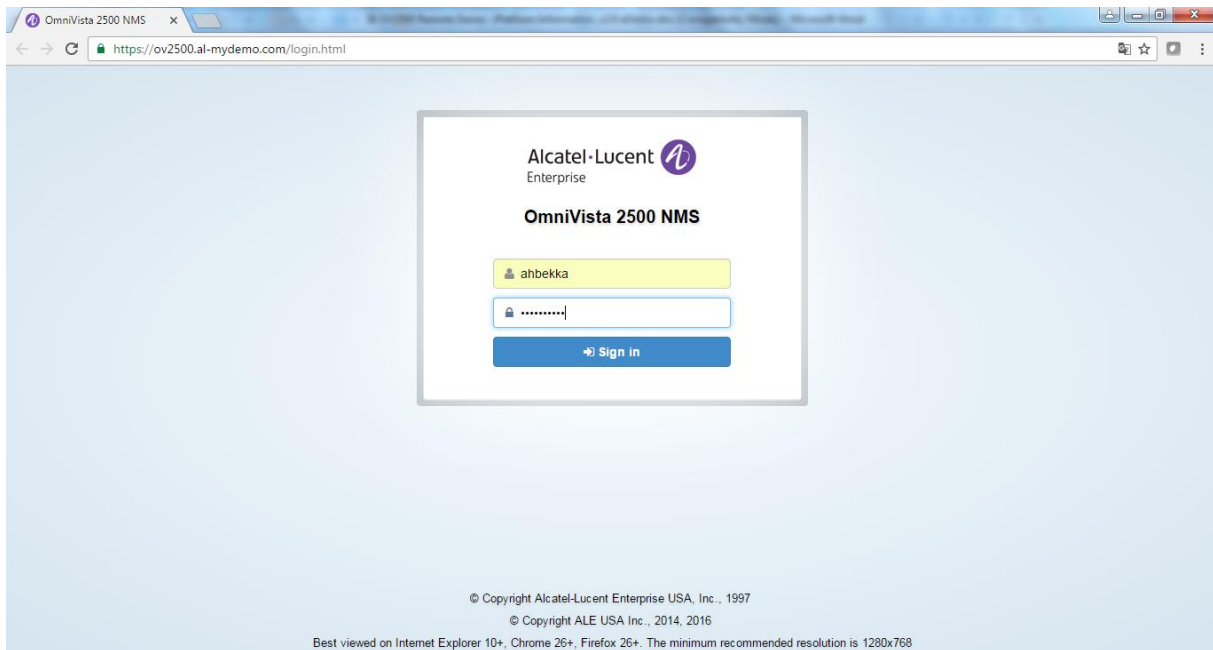 OmniVista 2500 NMS
https://ov2500.al-mydemo.com/login.html
Alcatel·Lucent
Enterprise
OmniVista 2500 NMS
ahbekka
••••••••••
Sign in
© Copyright Alcatel-Lucent Enterprise USA, Inc., 1997
© Copyright ALE USA Inc., 2014, 2016
Best viewed on Internet Explorer 10+, Chrome 26+, Firefox 26+. The minimum recommended resolution is 1280x768